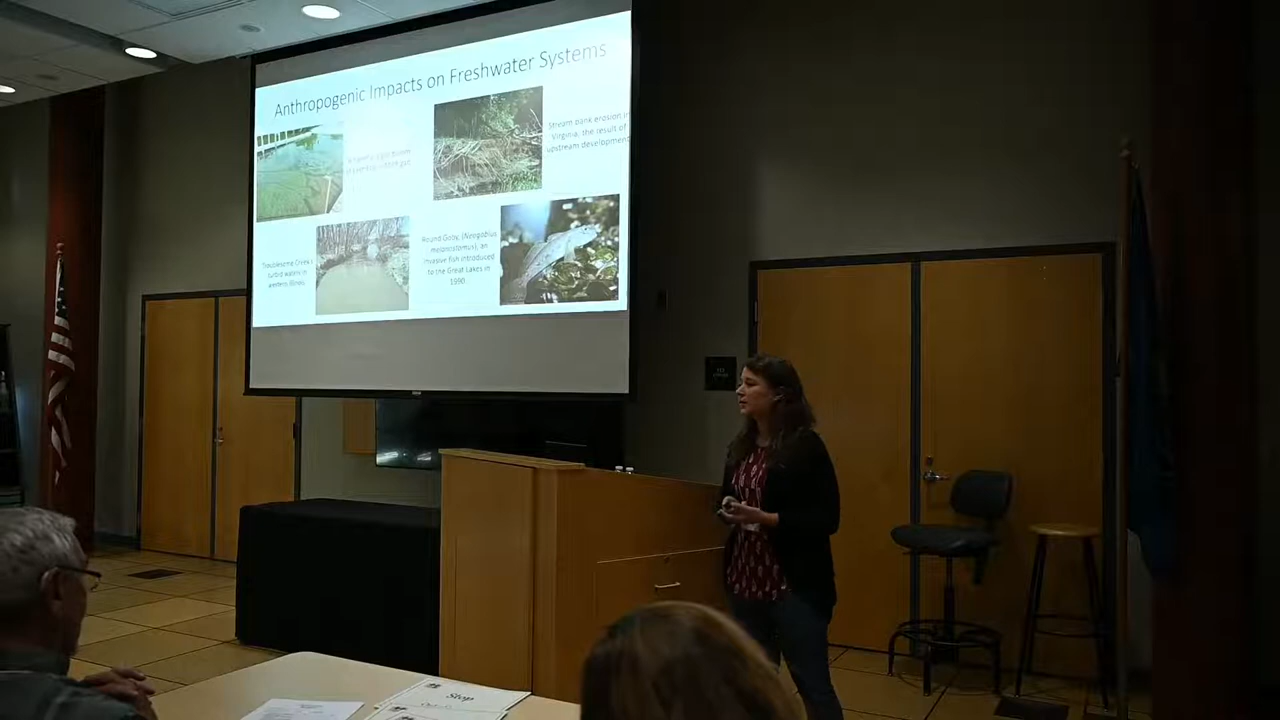 Anthropogenic Impacts on Freshwater Systems
Stream bank erosion in
Virginia, the result of
upstream development
Troublesome Creek's
turbid waters in
western Illinois.
Round Goby, (Neogobius
melanostomus), an
invasive fish introduced
to the Great Lakes in
1990.
Stop